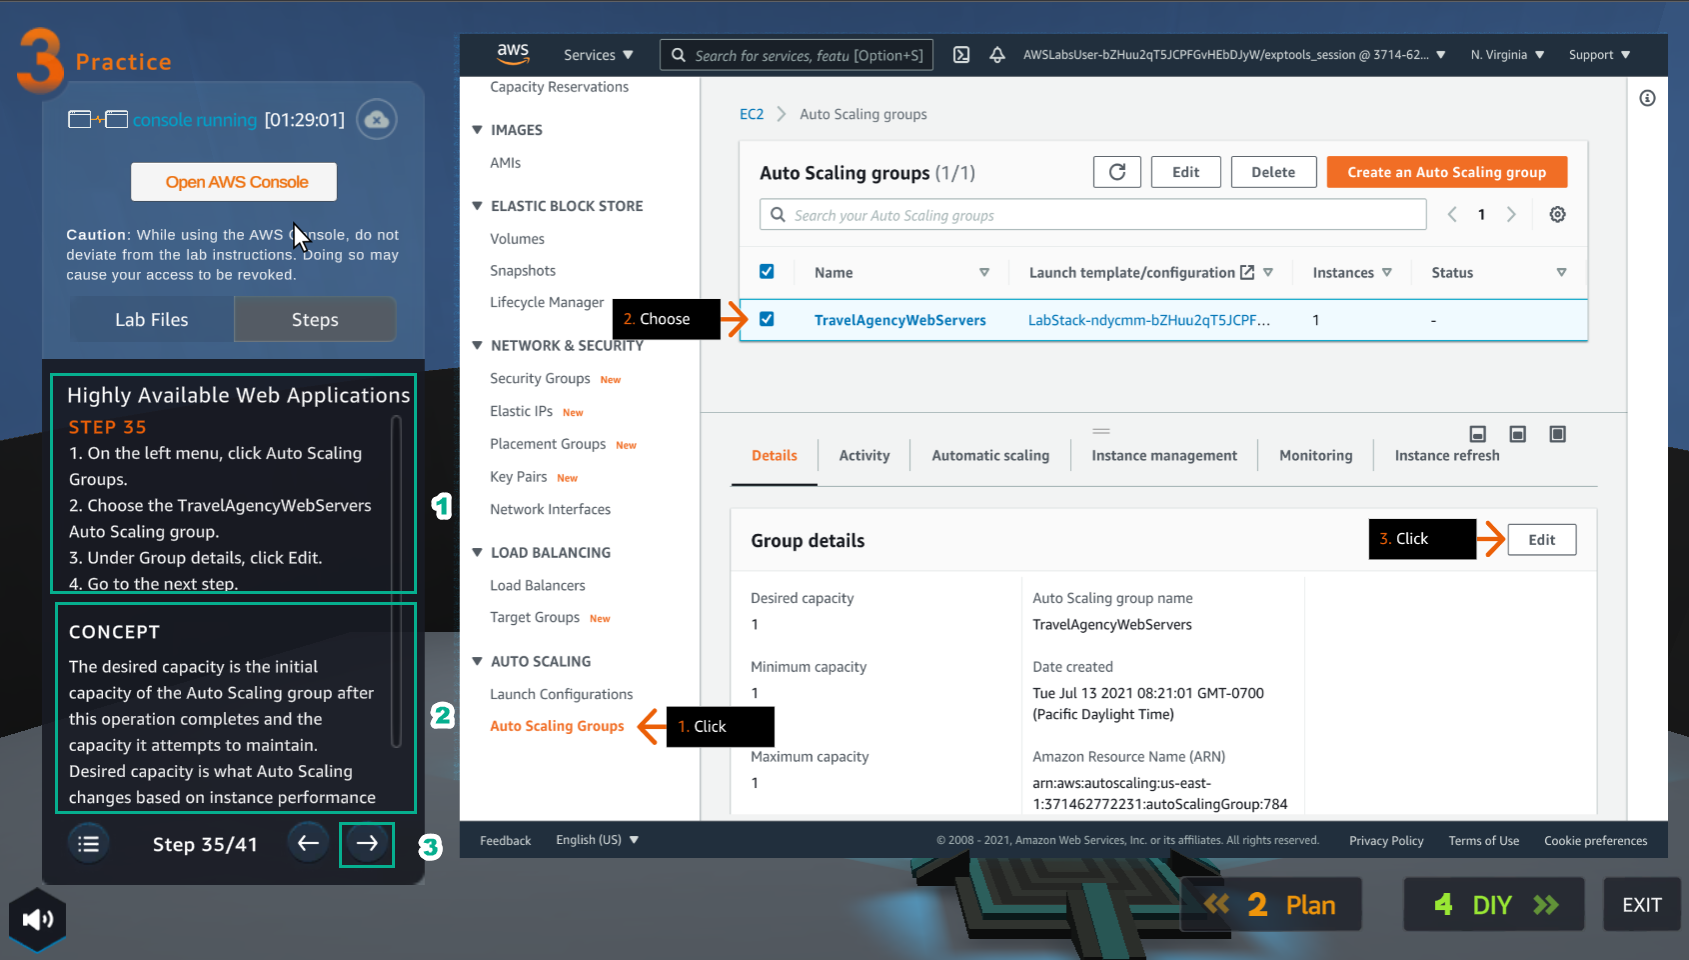 3 Practice
console running [01:29:01]
Open AWS Console
Caution: While using the AWS Console, do not
deviate from the lab instructions. Doing so may
cause your access to be revoked.
Lab Files
Steps
Highly Available Web Applications
STEP 35
1. On the left menu, click Auto Scaling
Groups.
2. Choose the TravelAgencyWebServers
Auto Scaling group.
3. Under Group details, click Edit.
4. Go to the next step.
1
CONCEPT
The desired capacity is the initial
capacity of the Auto Scaling group after
this operation completes and the
capacity it attempts to maintain.
Desired capacity is what Auto Scaling
changes based on instance performance
2
Step 35/41
3
aws
Services
Search for services, featu [Option+S]
AWSLabsUser-bZHuu2qT5JCPFGvHEbDJyW/exptools_session @ 3714-62...
N. Virginia
Support
Capacity Reservations
IMAGES
AMIs
ELASTIC BLOCK STORE
Volumes
Snapshots
Lifecycle Manager
NETWORK & SECURITY
Security Groups New
Elastic IPs New
Placement Groups New
Key Pairs New
Network Interfaces
LOAD BALANCING
Load Balancers
Target Groups New
AUTO SCALING
Launch Configurations
Auto Scaling Groups
1. Click
EC2 > Auto Scaling groups
Auto Scaling groups (1/1)
Edit
Delete
Create an Auto Scaling group
Search your Auto Scaling groups
1
Name
Launch template/configuration
Instances
Status
2. Choose
TravelAgencyWebServers
LabStack-ndycmm-bZHuu2qT5JCPF...
1
-
Details
Activity
Automatic scaling
Instance management
Monitoring
Instance refresh
Group details
3. Click
Edit
Desired capacity
1
Minimum capacity
1
Maximum capacity
1
Auto Scaling group name
TravelAgencyWebServers
Date created
Tue Jul 13 2021 08:21:01 GMT-0700
(Pacific Daylight Time)
Amazon Resource Name (ARN)
arn:aws:autoscaling:us-east-
1:371462772231:autoScalingGroup:784
Feedback
English (US)
© 2008 - 2021, Amazon Web Services, Inc. or its affiliates. All rights reserved.
Privacy Policy
Terms of Use
Cookie preferences
2 Plan
4 DIY
EXIT